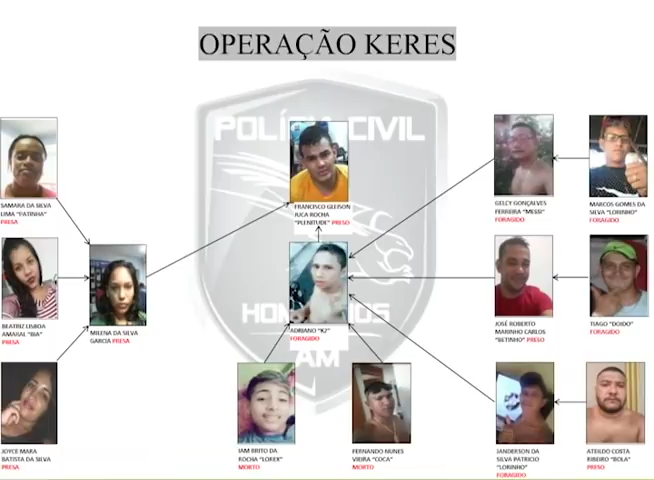 OPERAÇÃO KERES
POLÍCIA CIVIL
HOMICÍDIOS
AM
FRANCISCO GLEISON
JUCA ROCHA
"PLENITUDE" PRESO
SAMARA DA SILVA
LIMA "FATINHA"
PRESA
GELCY GONÇALVES
FERREIRA "MESSI"
FORAGIDO
MARCOS GOMES DA
SILVA "LORINHO"
FORAGIDO
BEATRIZ LISBOA
AMARAL "BIA"
PRESA
MILENA DA SILVA
GARCIA PRESA
ADRIANO "K2"
FORAGIDO
JOSÉ ROBERTO
MARINHO CARLOS
"BETINHO" PRESO
TIAGO "DOIDO"
FORAGIDO
JOYCE MARA
BATISTA DA SILVA
PRESA
IAM BRITO DA
ROCHA "LOREX"
MORTO
FERNANDO NUNES
VIEIRA "COCA"
MORTO
JANDERSON DA
SILVA PATRICIO
"LORINHO"
FORAGIDO
ATEILDO COSTA
RIBEIRO "BOLA"
PRESO